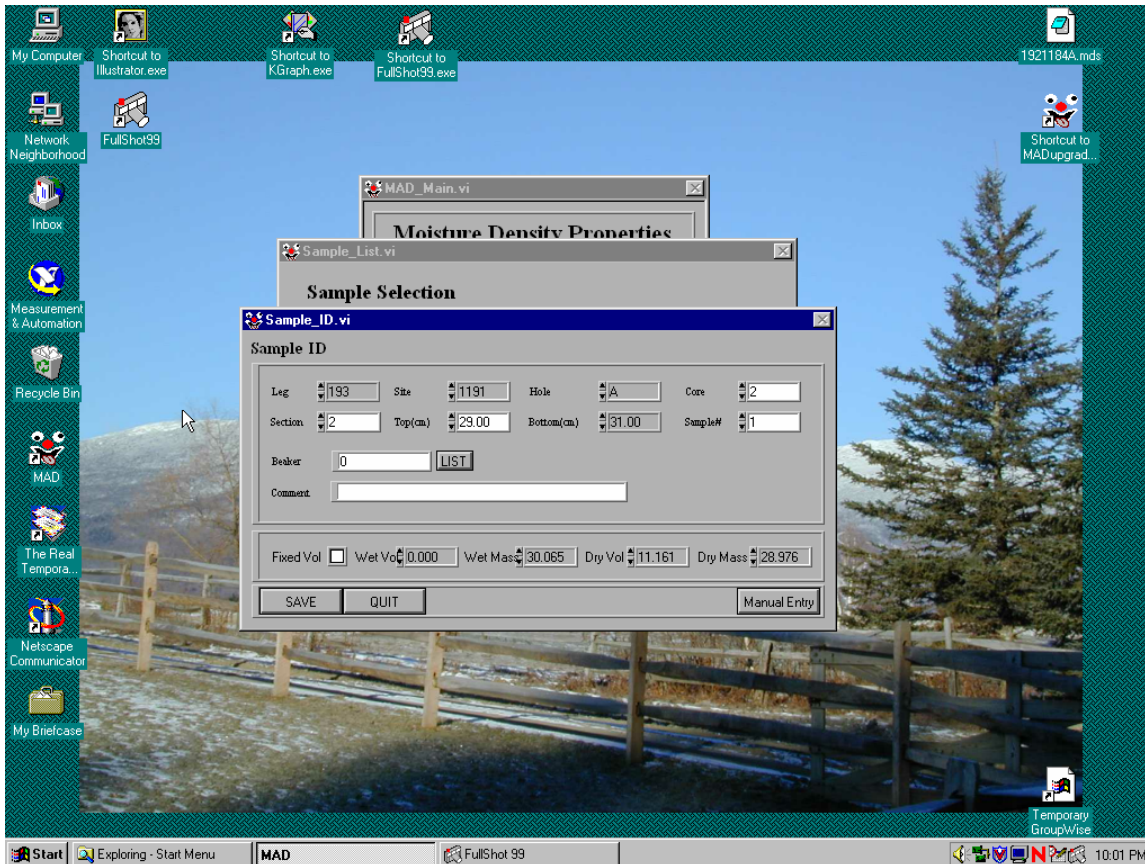 My Computer
Shortcut to
Illustrator.exe
Shortcut to
KGraph.exe
Shortcut to
FullShot99.exe
1921184A.mds
Network
Neighborhood
FullShot99
Shortcut to
MADupgrad...
Inbox
Measurement
& Automation
Recycle Bin
MAD
The Real
Tempora...
Netscape
Communicator
My Briefcase
MAD_Main.vi
Moisture Density Properties
Sample_List.vi
Sample Selection
Sample_ID.vi
Sample ID
Leg 193 Site 1191 Hole A Core 2
Section 2 Top(cm) 29.00 Bottom(cm) 31.00 Sample# 1
Beaker 0 LIST
Comment
Fixed Vol Wet Vol 0.000 Wet Mass 30.065 Dry Vol 11.161 Dry Mass 28.976
SAVE QUIT Manual Entry
Temporary
GroupWise
Start Exploring - Start Menu MAD FullShot 99 N 10:01 PM